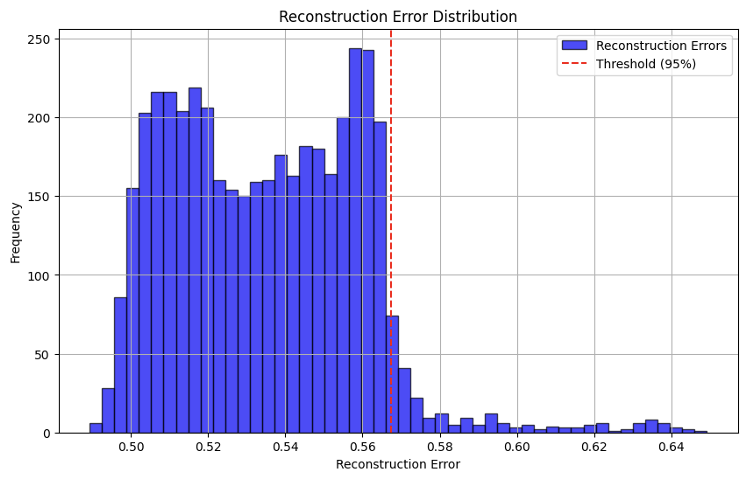 Reconstruction Error Distribution
250
200
150
100
50
0
Frequency
Reconstruction Errors
Threshold (95%)
0.50 0.52 0.54 0.56 0.58 0.60 0.62 0.64
Reconstruction Error